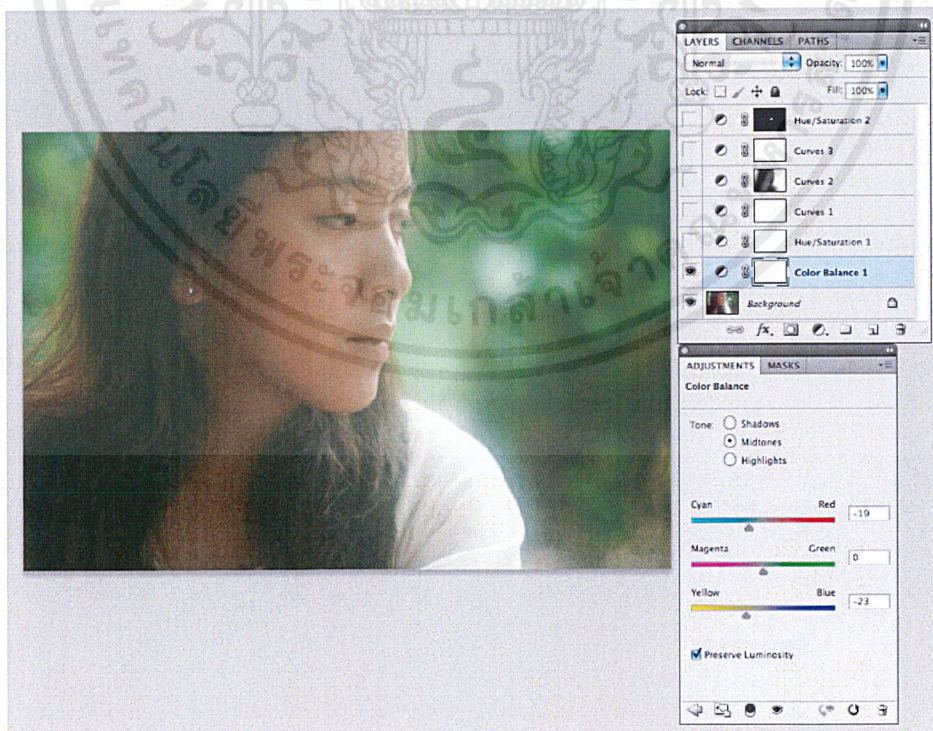 LAYERS CHANNELS PATHS
Normal Opacity: 100%
Lock: Fill: 100%
Hue/Saturation 2
Curves 3
Curves 2
Curves 1
Hue/Saturation 1
Color Balance 1
Background
fx.
ADJUSTMENTS MASKS
Color Balance
Tone: Shadows
Midtones
Highlights
Cyan Red -19
Magenta Green 0
Yellow Blue -23
Preserve Luminosity